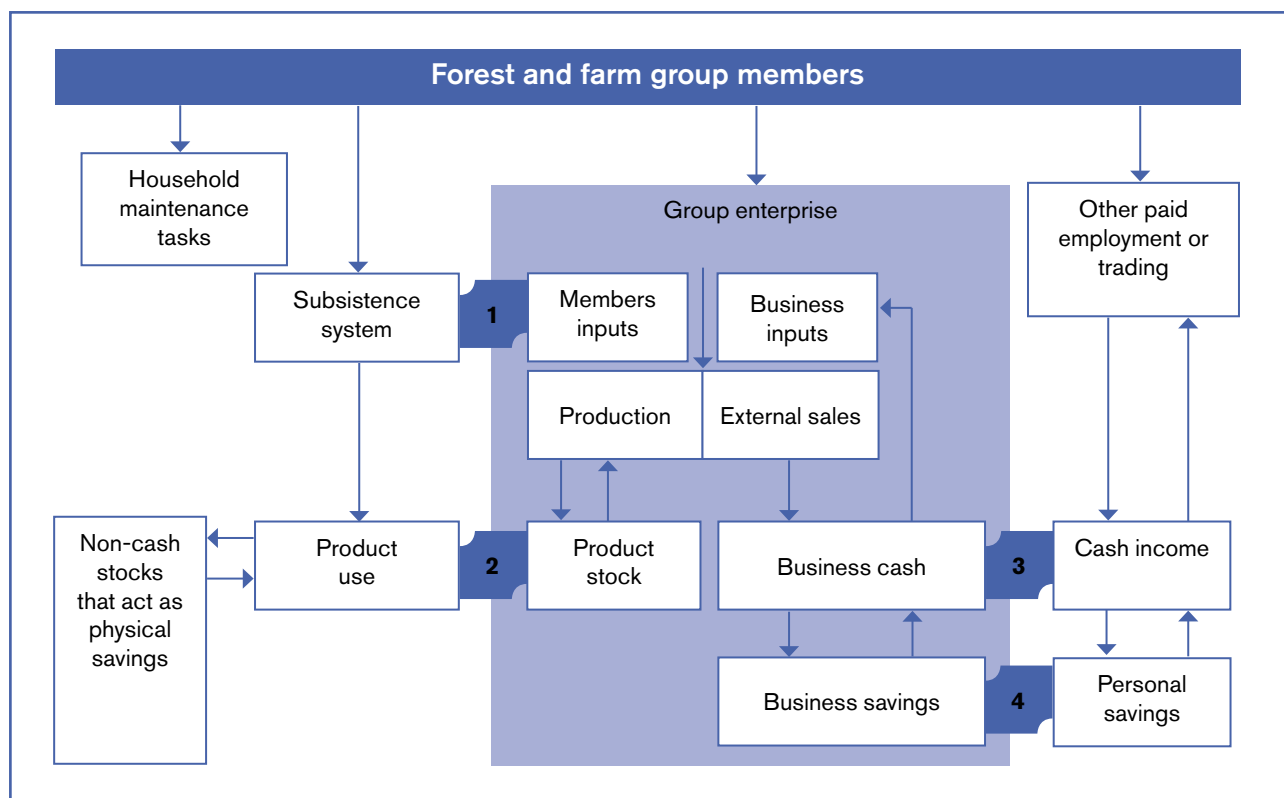 Forest and farm group members
Household
maintenance
tasks
Group enterprise
Other paid
employment or
trading
Subsistence
system
1
Members
inputs
Business
inputs
Production
External sales
Non-cash
stocks
that act as
physical
savings
Product
use
2
Product
stock
Business cash
3
Cash income
Business savings
4
Personal
savings